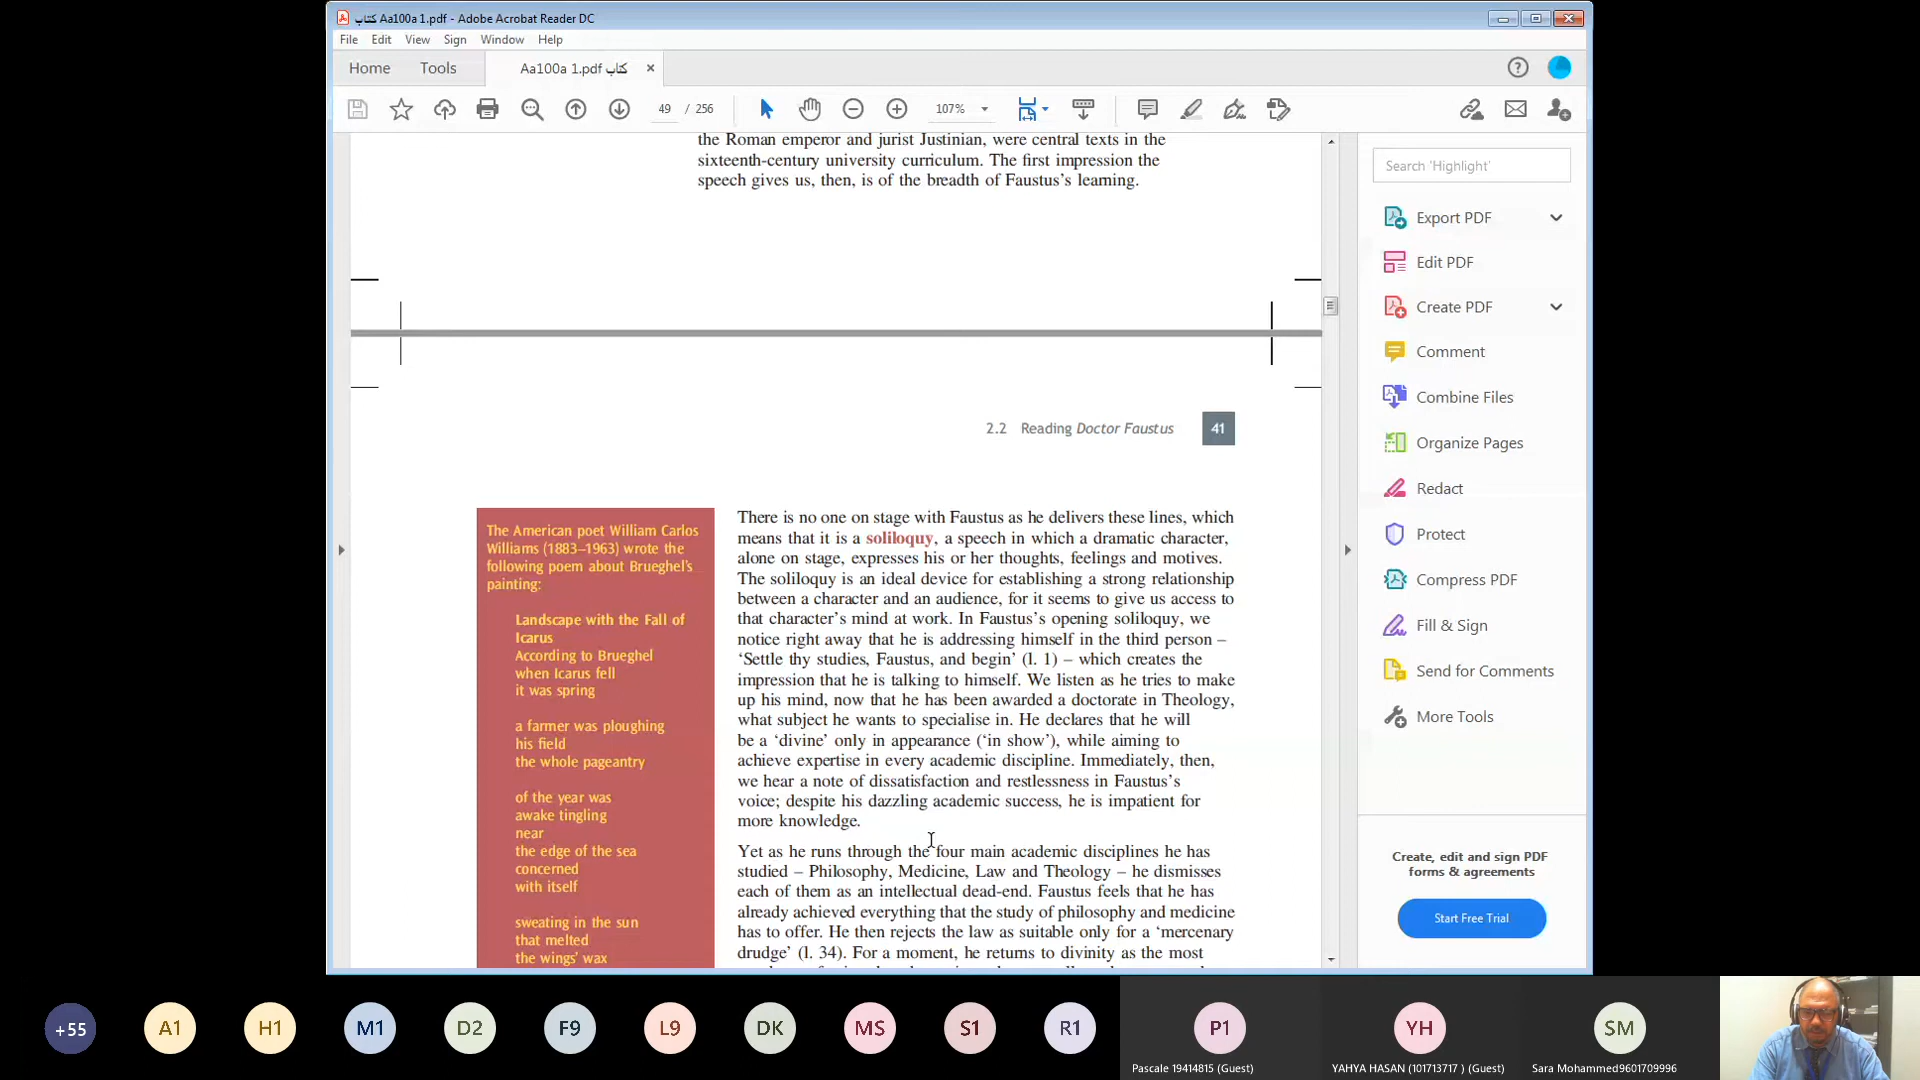 كتاب Aa100a 1.pdf - Adobe Acrobat Reader DC
File Edit View Sign Window Help
Home Tools كتاب Aa100a 1.pdf
49 / 256 107%
the Roman emperor and jurist Justinian, were central texts in the
sixteenth-century university curriculum. The first impression the
speech gives us, then, is of the breadth of Faustus's learning.
2.2 Reading Doctor Faustus 41
The American poet William Carlos
Williams (1883–1963) wrote the
following poem about Brueghel's
painting:
Landscape with the Fall of
Icarus
According to Brueghel
when Icarus fell
it was spring
a farmer was ploughing
his field
the whole pageantry
of the year was
awake tingling
near
the edge of the sea
concerned
with itself
sweating in the sun
that melted
the wings' wax
There is no one on stage with Faustus as he delivers these lines, which
means that it is a soliloquy, a speech in which a dramatic character,
alone on stage, expresses his or her thoughts, feelings and motives.
The soliloquy is an ideal device for establishing a strong relationship
between a character and an audience, for it seems to give us access to
that character's mind at work. In Faustus's opening soliloquy, we
notice right away that he is addressing himself in the third person –
'Settle thy studies, Faustus, and begin' (l. 1) – which creates the
impression that he is talking to himself. We listen as he tries to make
up his mind, now that he has been awarded a doctorate in Theology,
what subject he wants to specialise in. He declares that he will
be a 'divine' only in appearance ('in show'), while aiming to
achieve expertise in every academic discipline. Immediately, then,
we hear a note of dissatisfaction and restlessness in Faustus's
voice; despite his dazzling academic success, he is impatient for
more knowledge.
Yet as he runs through the four main academic disciplines he has
studied – Philosophy, Medicine, Law and Theology – he dismisses
each of them as an intellectual dead-end. Faustus feels that he has
already achieved everything that the study of philosophy and medicine
has to offer. He then rejects the law as suitable only for a 'mercenary
drudge' (l. 34). For a moment, he returns to divinity as the most
Search 'Highlight'
Export PDF
Edit PDF
Create PDF
Comment
Combine Files
Organize Pages
Redact
Protect
Compress PDF
Fill & Sign
Send for Comments
More Tools
Create, edit and sign PDF
forms & agreements
Start Free Trial
+55 A1 H1 M1 D2 F9 L9 DK MS S1 R1 P1 YH SM
Pascale 19414815 (Guest) YAHYA HASAN (101713717 ) (Guest) Sara Mohammed9601709996